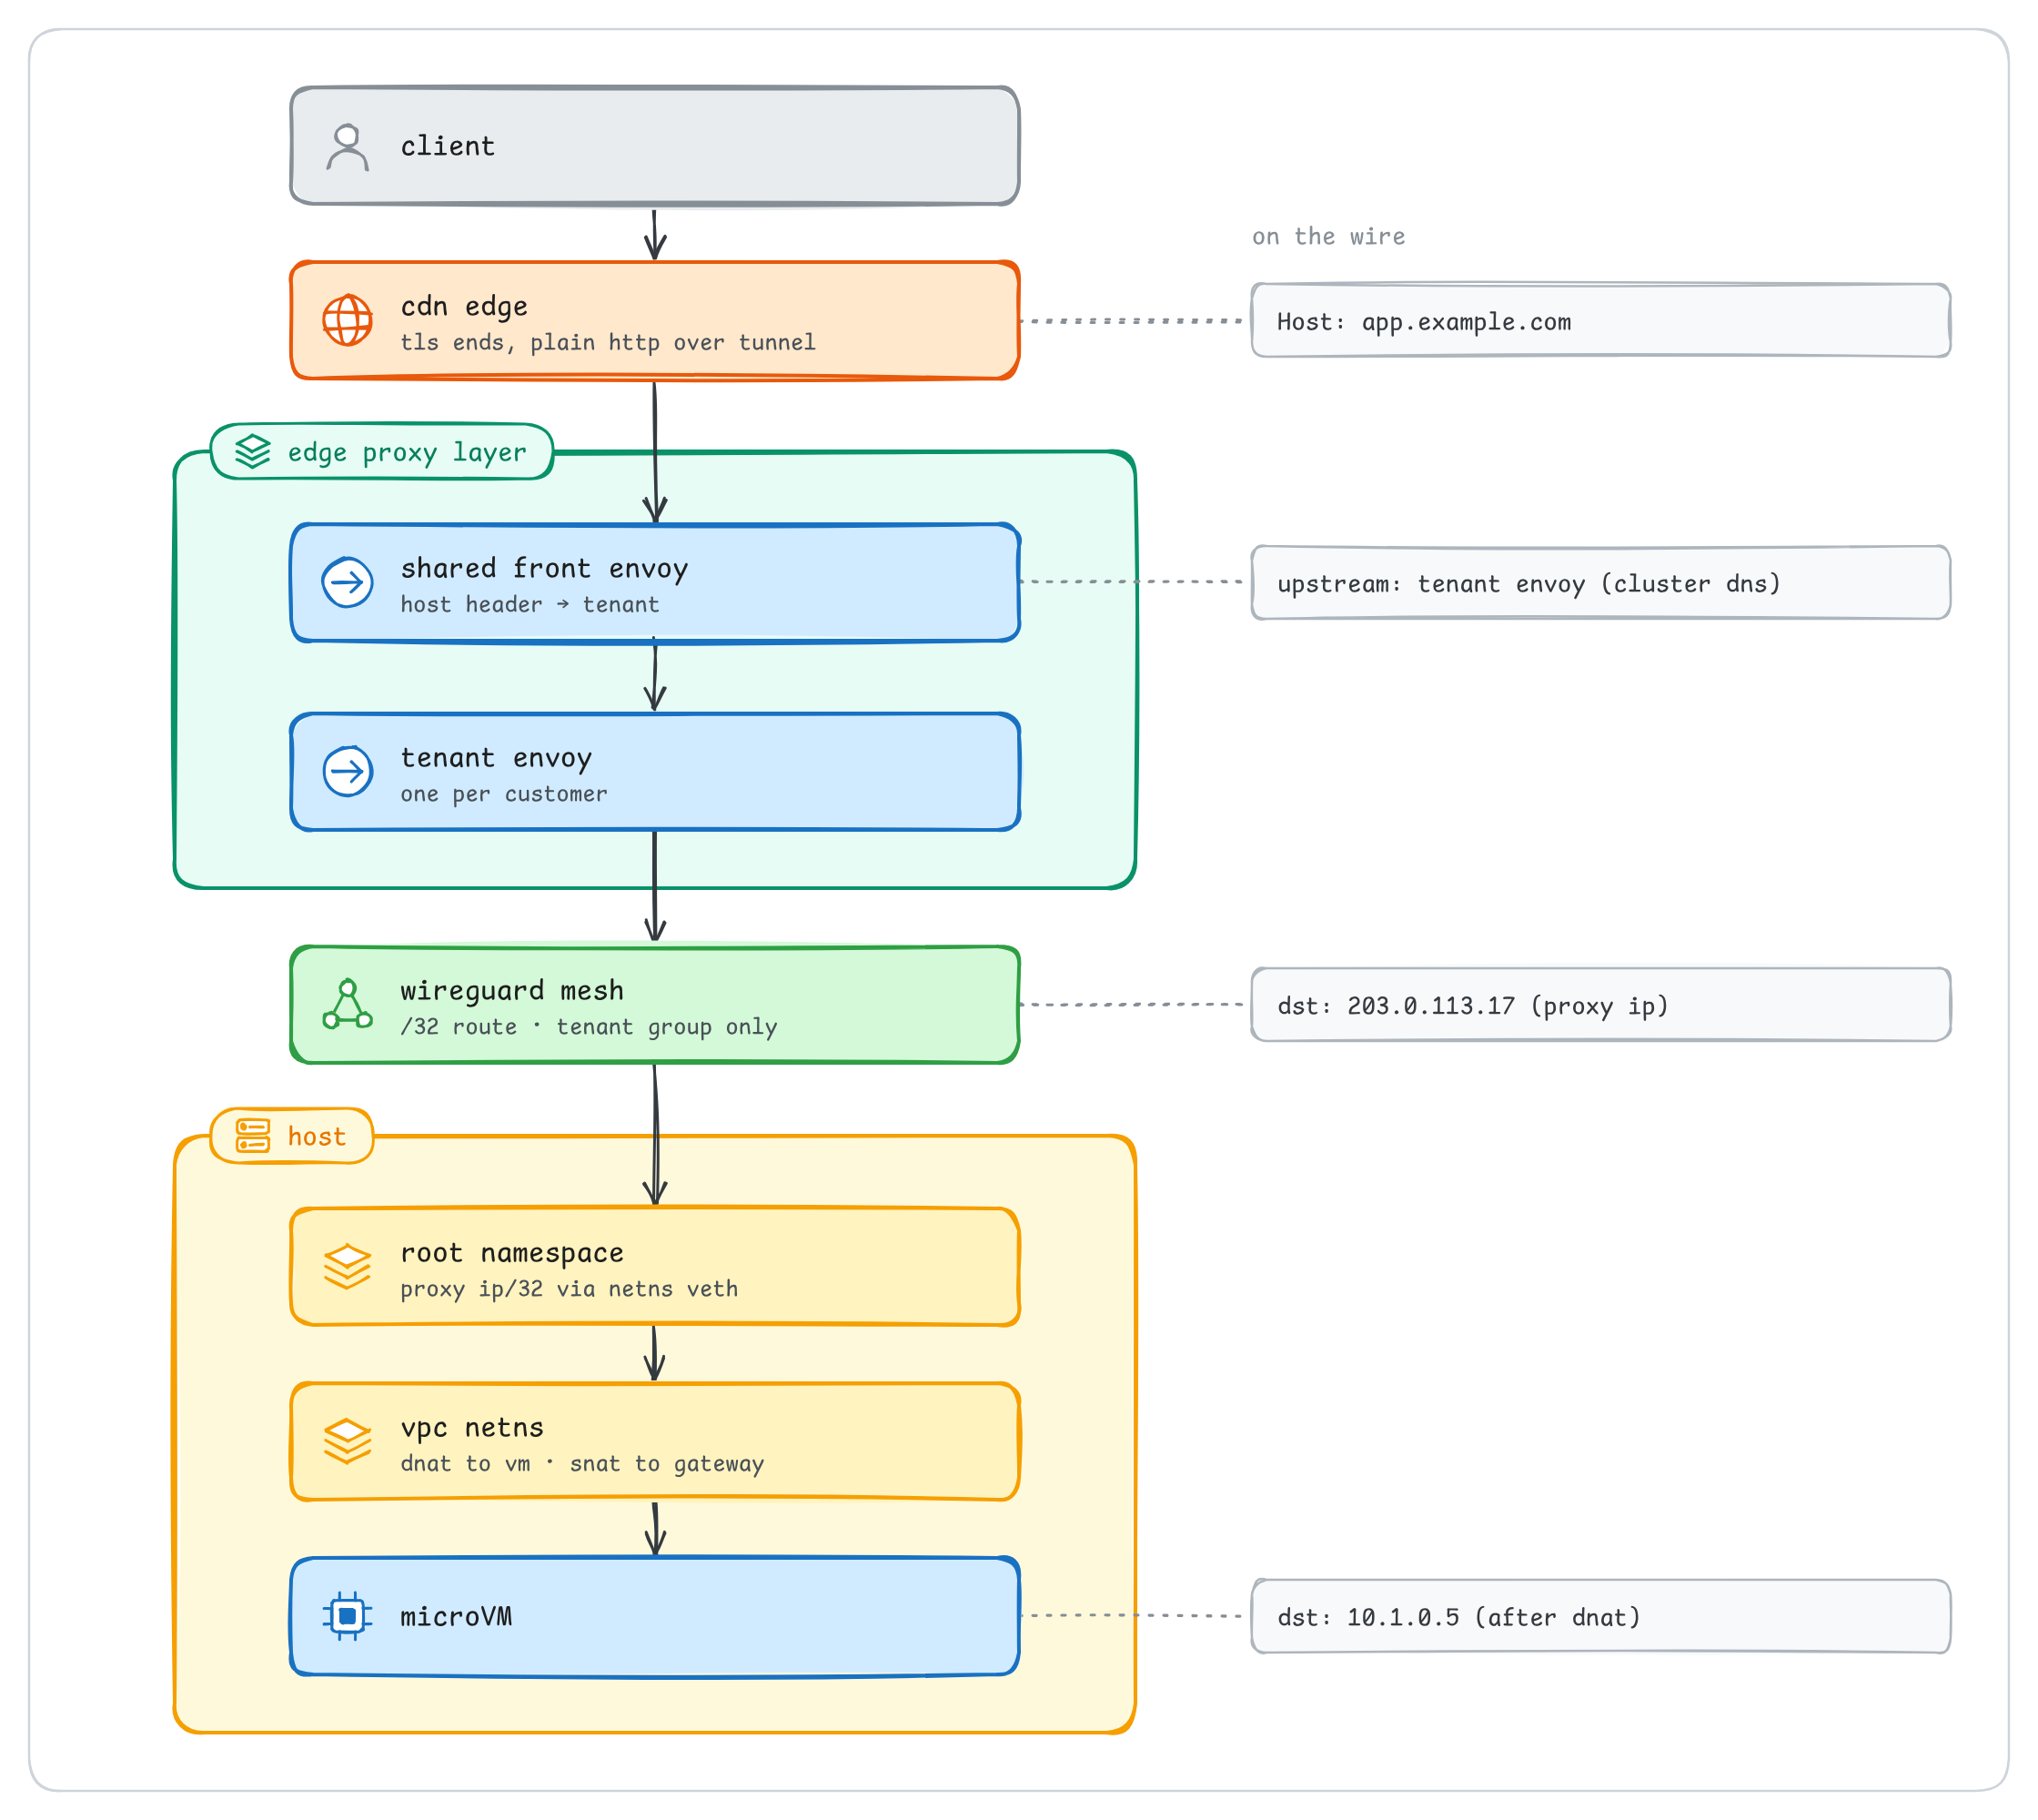 client
on the wire
cdn edge
tls ends, plain http over tunnel
Host: app.example.com
edge proxy layer
shared front envoy
host header → tenant
upstream: tenant envoy (cluster dns)
tenant envoy
one per customer
wireguard mesh
/32 route · tenant group only
dst: 203.0.113.17 (proxy ip)
host
root namespace
proxy ip/32 via netns veth
vpc netns
dnat to vm · snat to gateway
microVM
dst: 10.1.0.5 (after dnat)